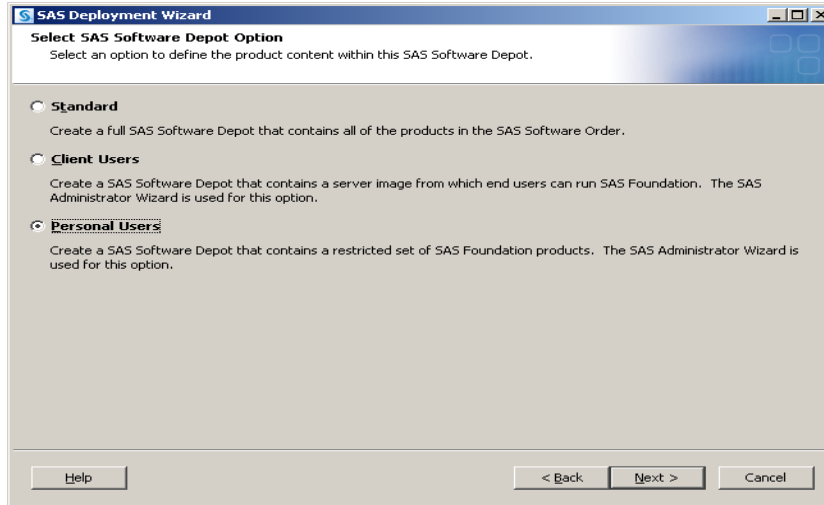 SAS Deployment Wizard
Select SAS Software Depot Option
Select an option to define the product content within this SAS Software Depot.
Standard
Create a full SAS Software Depot that contains all of the products in the SAS Software Order.
Client Users
Create a SAS Software Depot that contains a server image from which end users can run SAS Foundation. The SAS
Administrator Wizard is used for this option.
Personal Users
Create a SAS Software Depot that contains a restricted set of SAS Foundation products. The SAS Administrator Wizard is
used for this option.
Help
< Back
Next >
Cancel